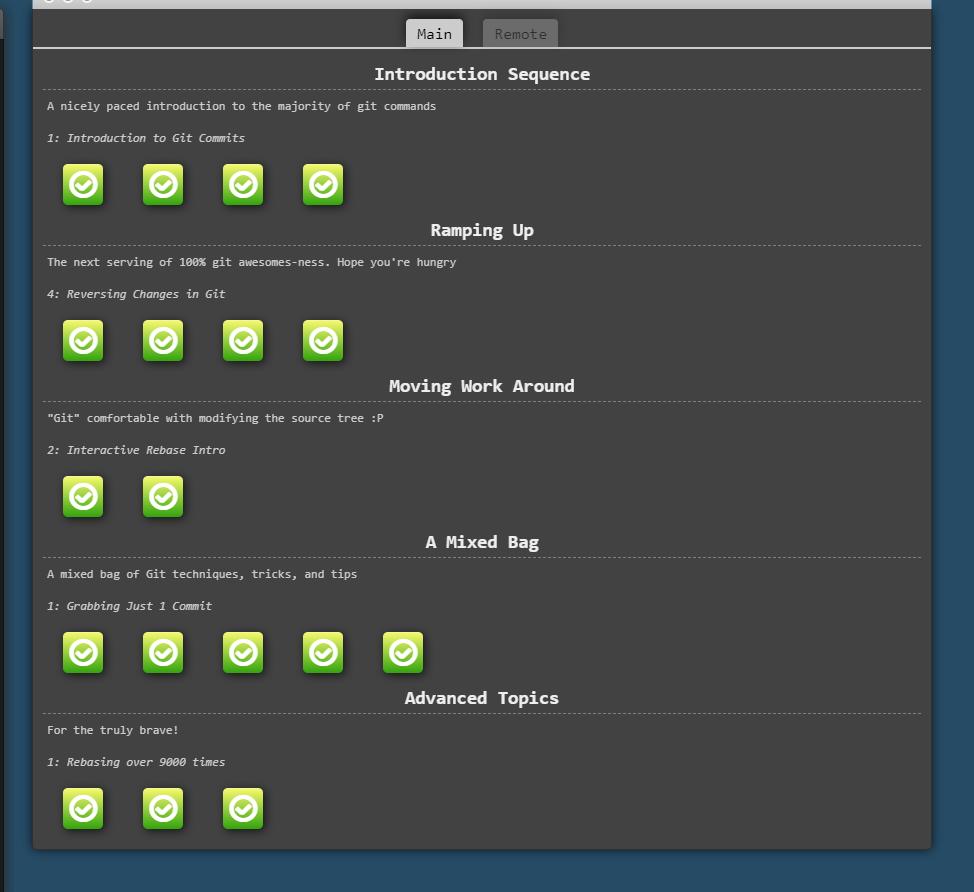 Main Remote
Introduction Sequence
A nicely paced introduction to the majority of git commands
1: Introduction to Git Commits
Ramping Up
The next serving of 100% git awesomes-ness. Hope you're hungry
4: Reversing Changes in Git
Moving Work Around
"Git" comfortable with modifying the source tree :P
2: Interactive Rebase Intro
A Mixed Bag
A mixed bag of Git techniques, tricks, and tips
1: Grabbing Just 1 Commit
Advanced Topics
For the truly brave!
1: Rebasing over 9000 times